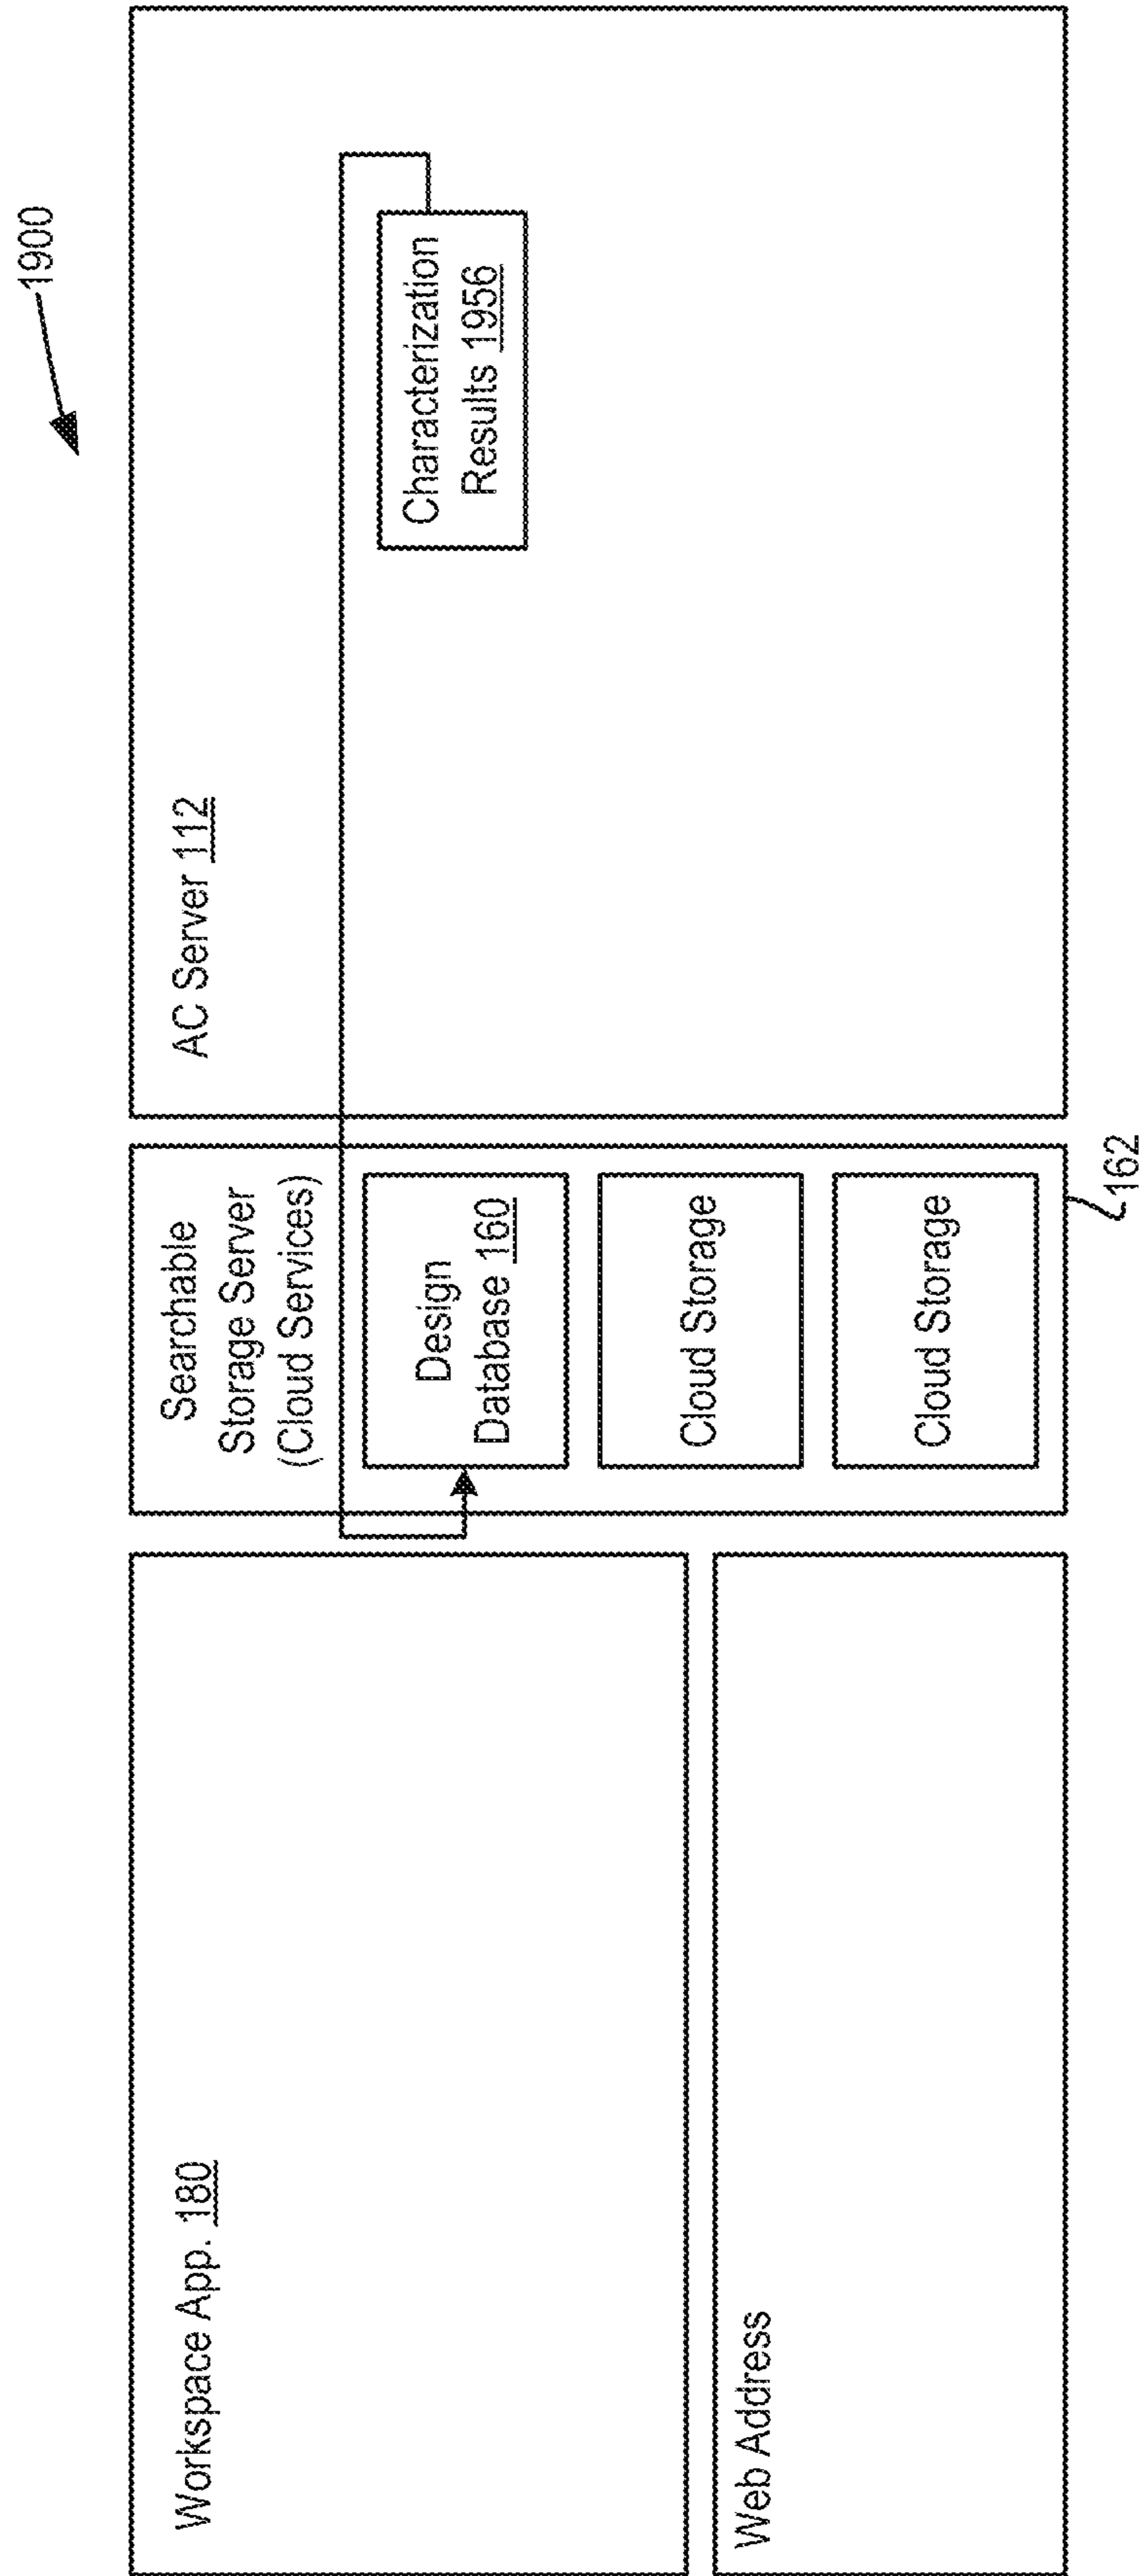 1900
Workspace App. 180
Web Address
Searchable
Storage Server
(Cloud Services)
Design
Database 160
Cloud Storage
Cloud Storage
162
AC Server 112
Characterization
Results 1956